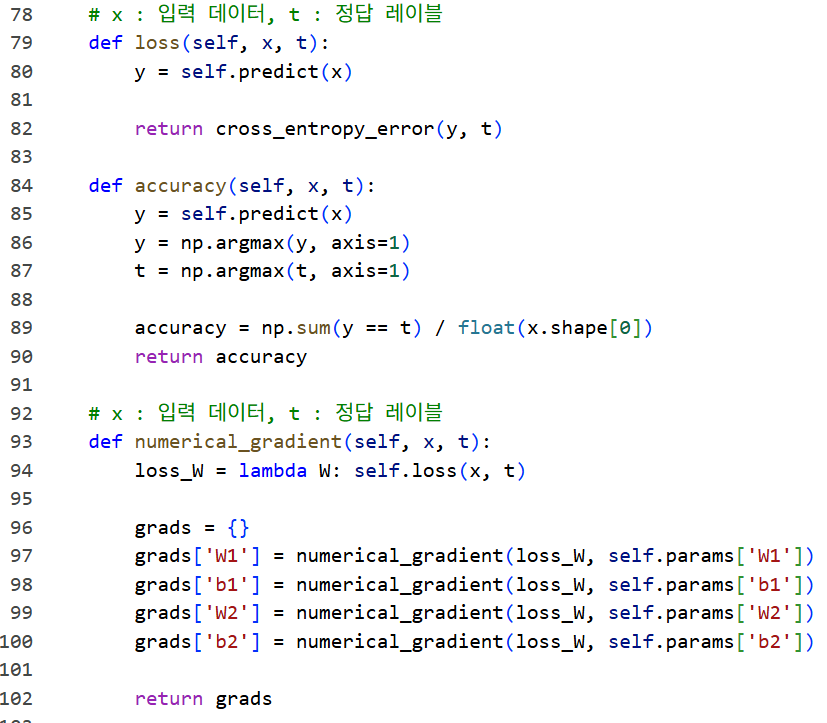 78 # x : 입력 데이터, t : 정답 레이블
79 def loss(self, x, t):
80 y = self.predict(x)
81
82 return cross_entropy_error(y, t)
83
84 def accuracy(self, x, t):
85 y = self.predict(x)
86 y = np.argmax(y, axis=1)
87 t = np.argmax(t, axis=1)
88
89 accuracy = np.sum(y == t) / float(x.shape[0])
90 return accuracy
91
92 # x : 입력 데이터, t : 정답 레이블
93 def numerical_gradient(self, x, t):
94 loss_W = lambda W: self.loss(x, t)
95
96 grads = {}
97 grads['W1'] = numerical_gradient(loss_W, self.params['W1'])
98 grads['b1'] = numerical_gradient(loss_W, self.params['b1'])
99 grads['W2'] = numerical_gradient(loss_W, self.params['W2'])
100 grads['b2'] = numerical_gradient(loss_W, self.params['b2'])
101
102 return grads